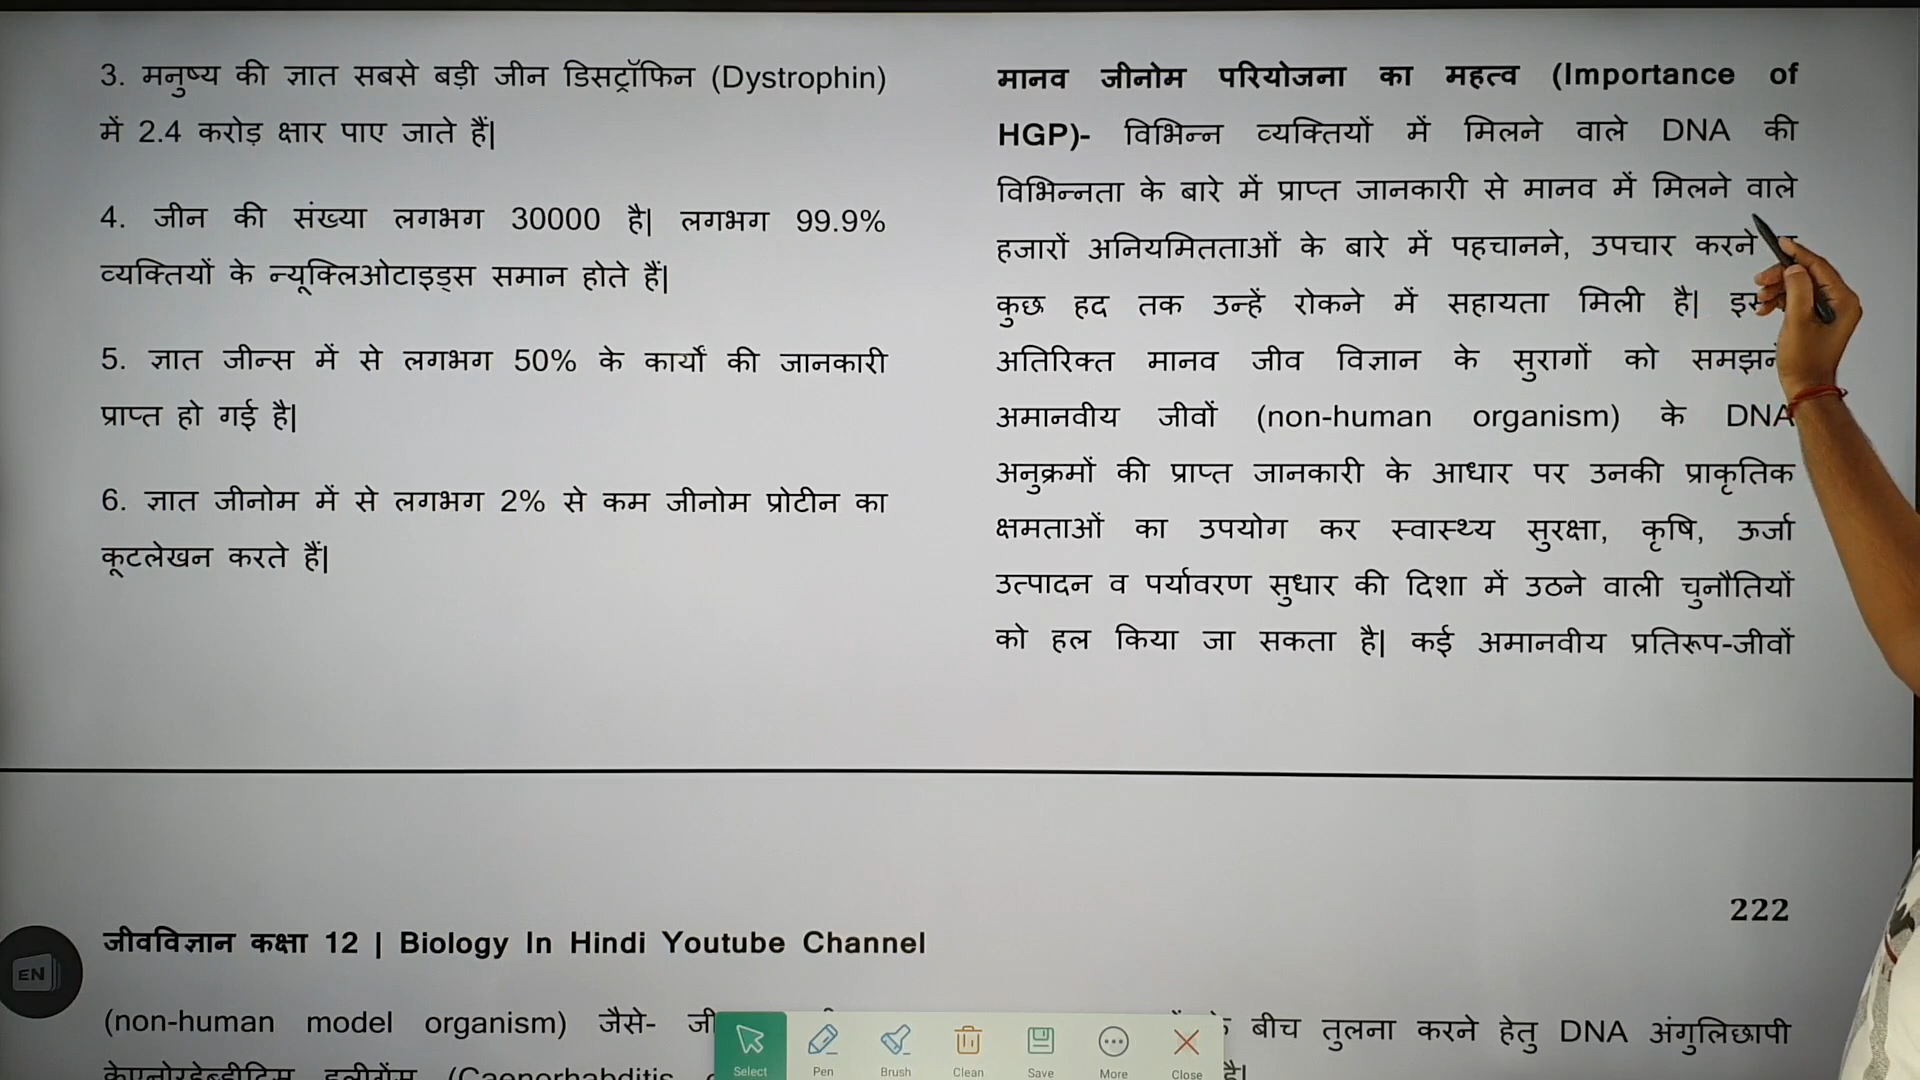 3. मनुष्य की ज्ञात सबसे बड़ी जीन डिसट्रॉफिन (Dystrophin)
में 2.4 करोड़ क्षार पाए जाते हैं|
4. जीन की संख्या लगभग 30000 है| लगभग 99.9%
व्यक्तियों के न्यूक्लिओटाइड्स समान होते हैं|
5. ज्ञात जीन्स में से लगभग 50% के कार्यों की जानकारी
प्राप्त हो गई है|
6. ज्ञात जीनोम में से लगभग 2% से कम जीनोम प्रोटीन का
कूटलेखन करते हैं|
मानव जीनोम परियोजना का महत्व (Importance of
HGP)- विभिन्न व्यक्तियों में मिलने वाले DNA की
विभिन्नता के बारे में प्राप्त जानकारी से मानव में मिलने वाले
हजारों अनियमितताओं के बारे में पहचानने, उपचार करने
कुछ हद तक उन्हें रोकने में सहायता मिली है|
अतिरिक्त मानव जीव विज्ञान के सुरागों को
अमानवीय जीवों (non-human organism) के DNA
अनुक्रमों की प्राप्त जानकारी के आधार पर उनकी प्राकृतिक
क्षमताओं का उपयोग कर स्वास्थ्य सुरक्षा, कृषि, ऊर्जा
उत्पादन व पर्यावरण सुधार की दिशा में उठने वाली चुनौतियों
को हल किया जा सकता है| कई अमानवीय प्रतिरूप-जीवों
222
जीवविज्ञान कक्षा 12 | Biology In Hindi Youtube Channel
EN
(non-human model organism) जैसे-
बीच तुलना करने हेतु DNA अंगुलिछापी
(Caenorhabditis
है|
Select Pen Brush Clean Save More Close